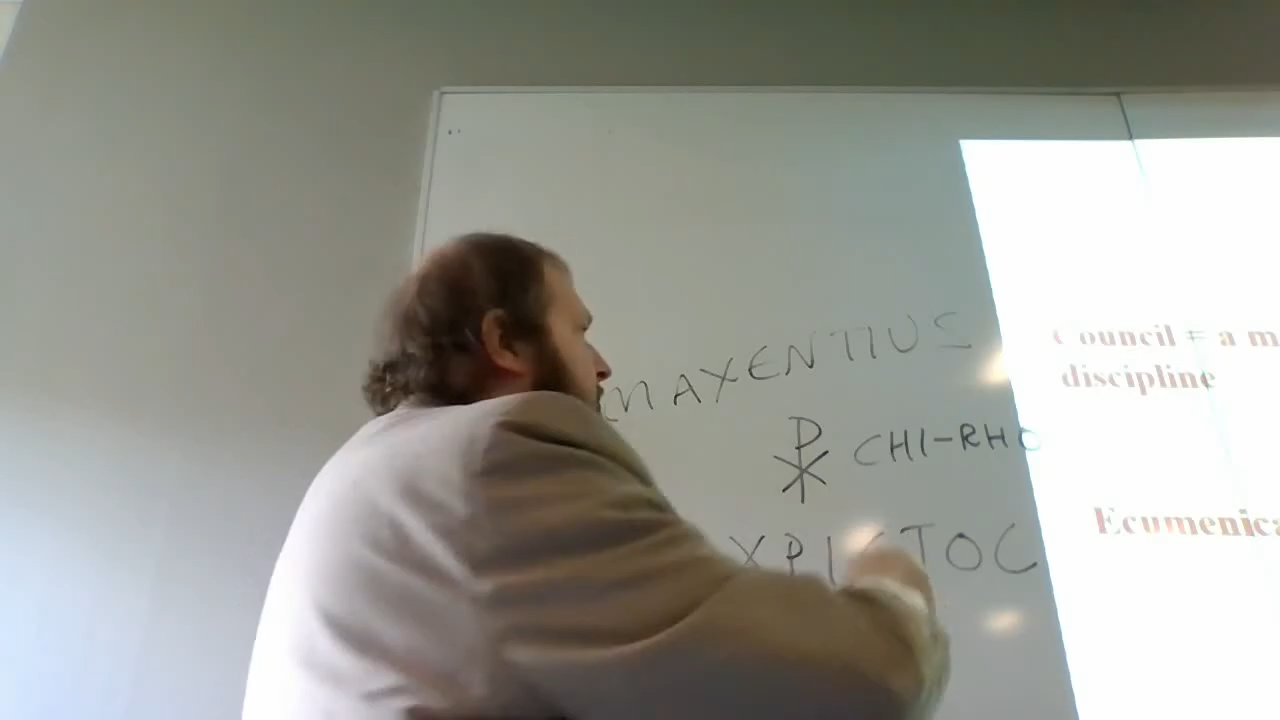 MAXENTIUS
⳩ CHI-RHO
XPICTOC
Council = a m
discipline
Ecumenica